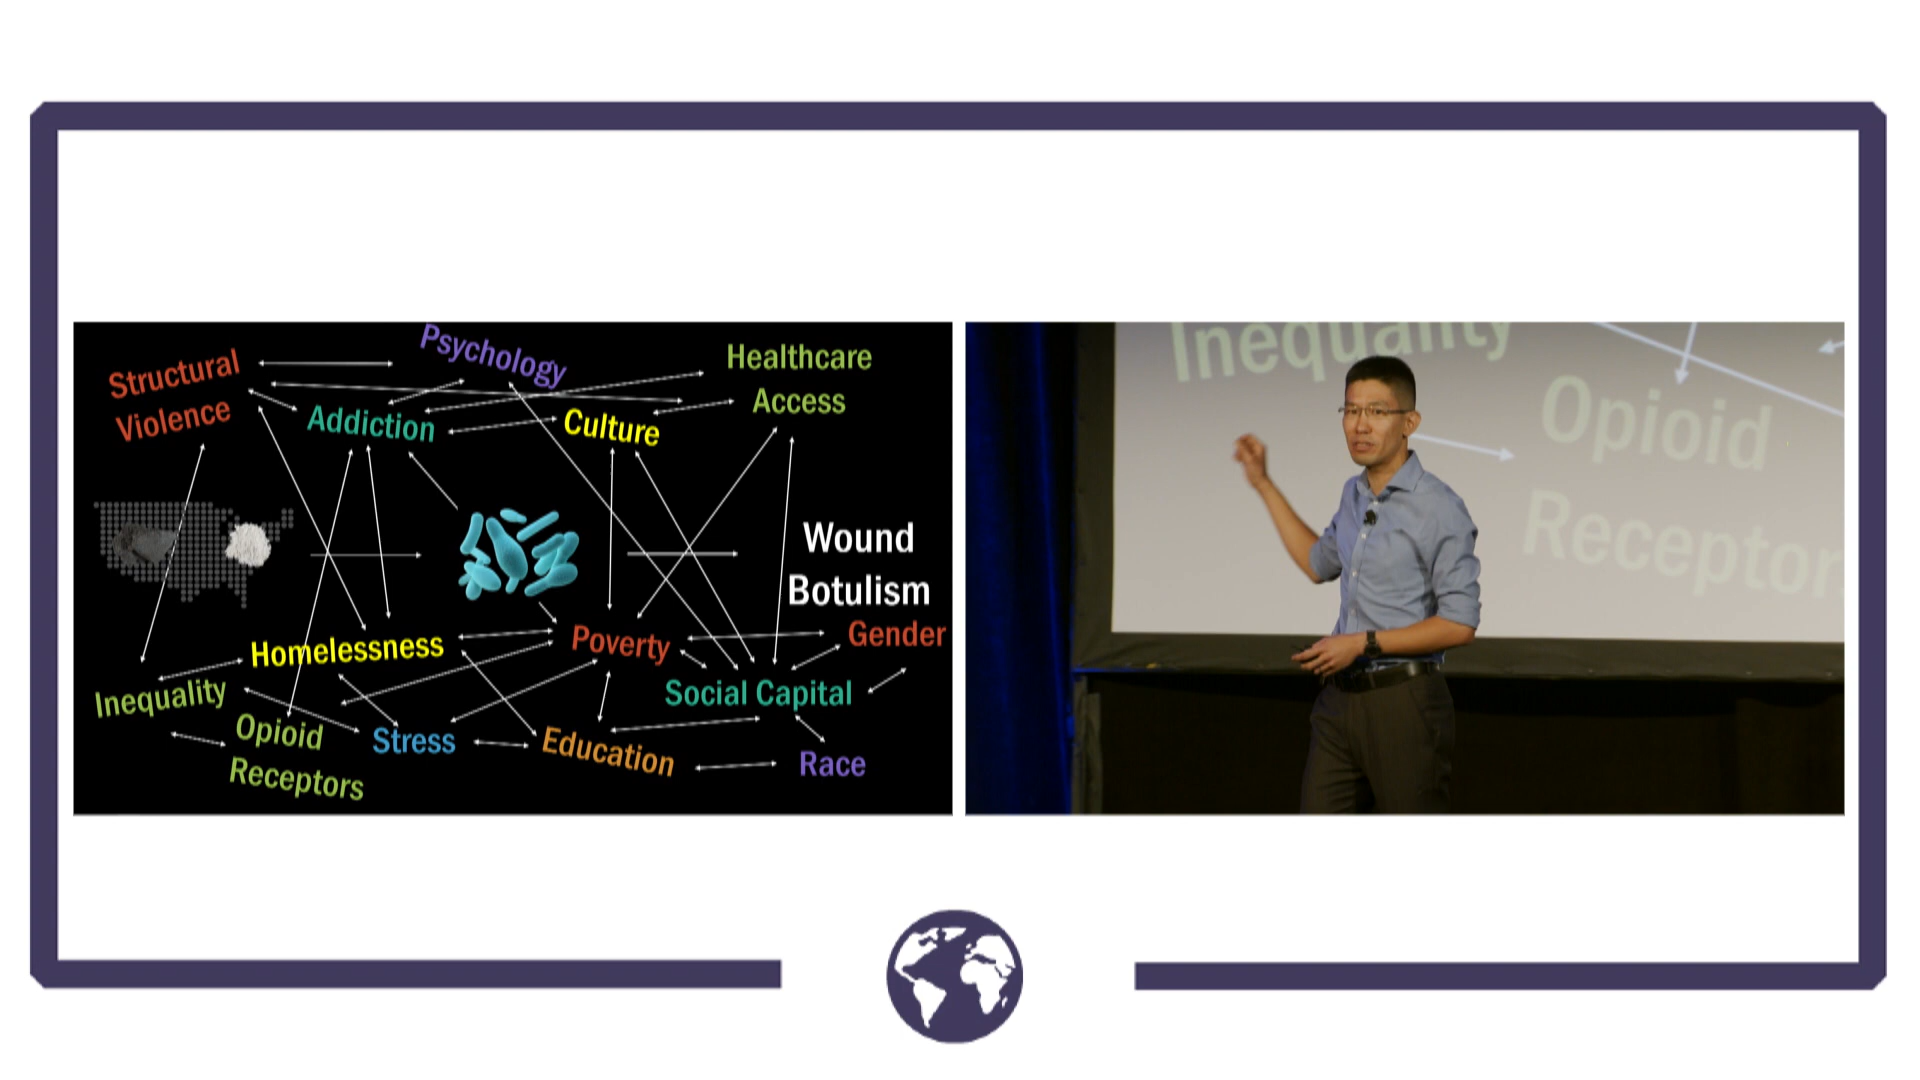 Structural
Violence
Psychology
Healthcare
Access
Addiction
Culture
Wound
Botulism
Homelessness
Poverty
Gender
Inequality
Social Capital
Opioid
Receptors
Stress
Education
Race
Inequality
Opioid
Receptor